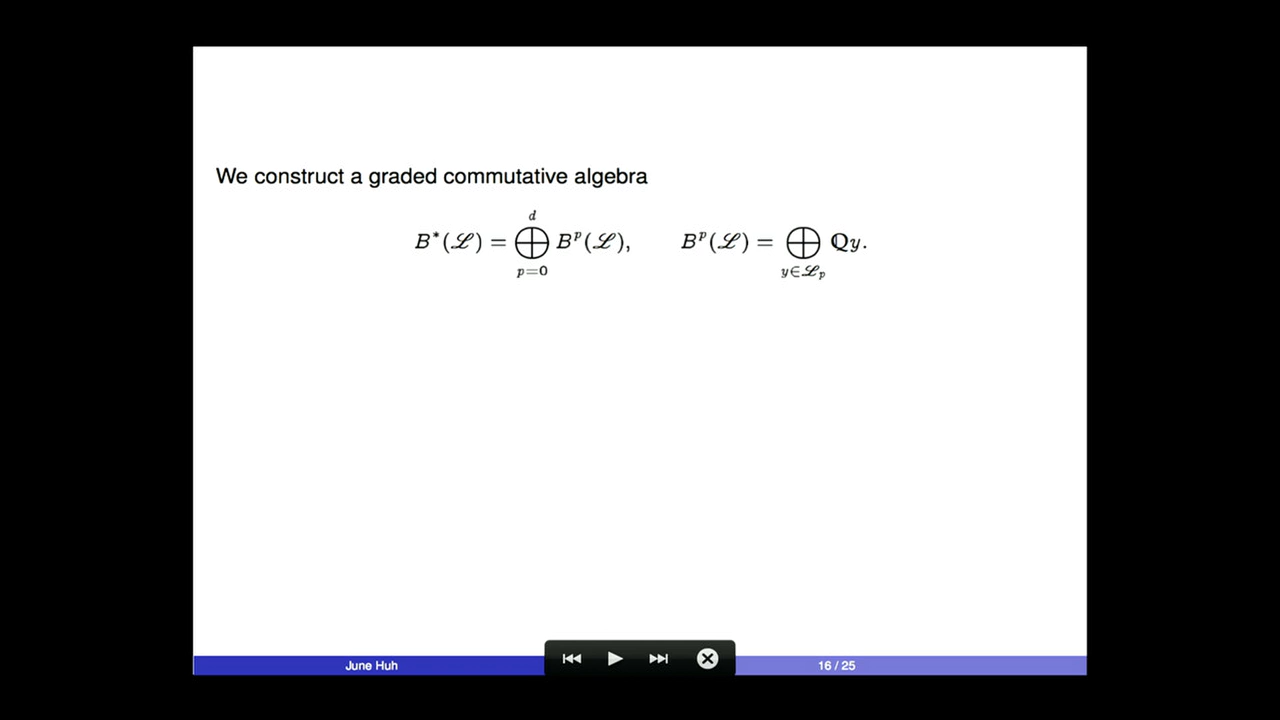 We construct a graded commutative algebra
$B^*(\mathscr{L}) = \bigoplus_{p=0}^{d} B^p(\mathscr{L}), \qquad B^p(\mathscr{L}) = \bigoplus_{y \in \mathscr{L}_p} \mathbb{Q}y.$
June Huh 16 / 25